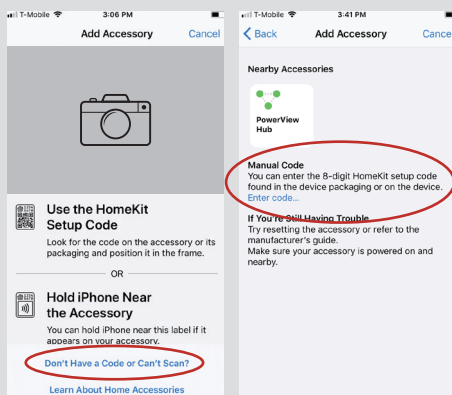 T-Mobile 3:06 PM
Add Accessory Cancel
Use the HomeKit
Setup Code
Look for the code on the accessory or its
packaging and position it in the frame.
OR
Hold iPhone Near
the Accessory
You can hold iPhone near this label if it
appears on your accessory.
Don't Have a Code or Can't Scan?
Learn About Home Accessories
T-Mobile 3:41 PM
Back Add Accessory Cance
Nearby Accessories
PowerView
Hub
Manual Code
You can enter the 8-digit HomeKit setup code
found in the device packaging or on the device.
Enter code...
If You're Still Having Trouble
Try resetting the accessory or refer to the
manufacturer's guide.
Make sure your accessory is powered on and
nearby.